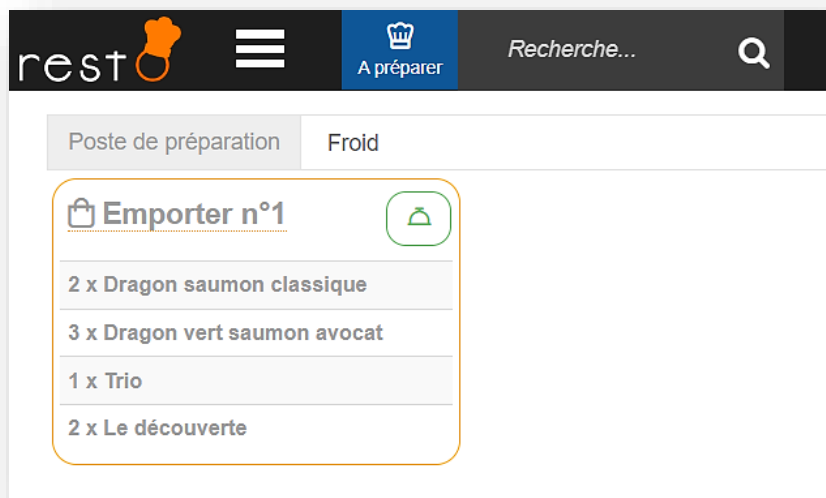 resto
A préparer
Recherche...
Poste de préparation
Froid
Emporter n°1
2 x Dragon saumon classique
3 x Dragon vert saumon avocat
1 x Trio
2 x Le découverte